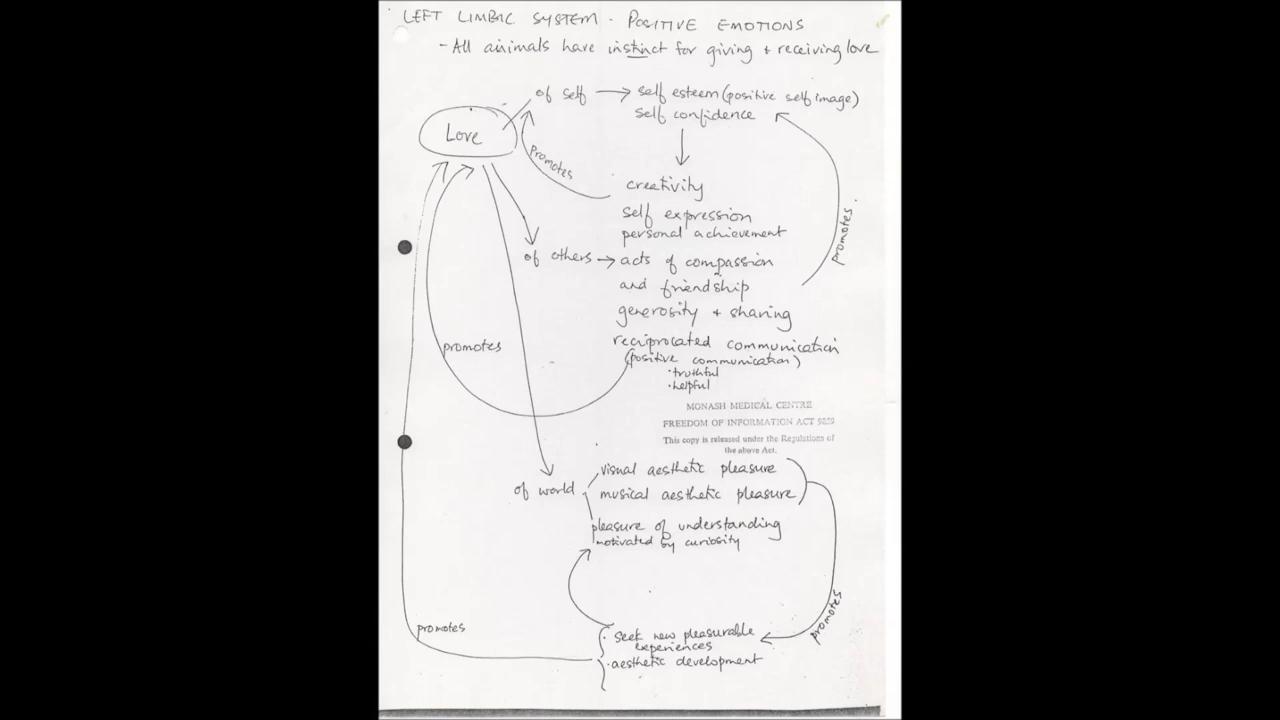 LEFT LIMBIC SYSTEM - POSITIVE EMOTIONS
- All animals have instinct for giving + receiving love
of self → self esteem (positive self image)
self confidence
Love
promotes
creativity
self expression
personal achievement
promotes
of others → acts of compassion
and friendship
generosity + sharing
reciprocated communication
promotes
(positive communication)
• truthful
• helpful
MONASH MEDICAL CENTRE
FREEDOM OF INFORMATION ACT 9859
This copy is released under the Regulations of
the above Act.
visual aesthetic pleasure
of world
musical aesthetic pleasure
pleasure of understanding
motivated by curiosity
promotes
promotes
• seek new pleasurable
experiences
• aesthetic development